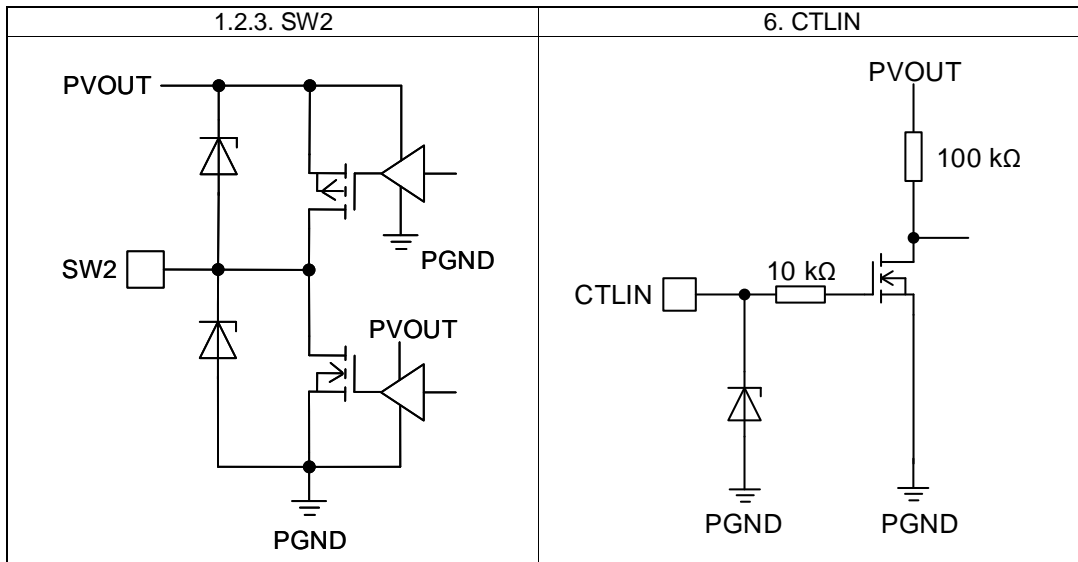 1.2.3. SW2
PVOUT
PGND
SW2
PVOUT
PGND
6. CTLIN
PVOUT
100 kΩ
10 kΩ
CTLIN
PGND
PGND